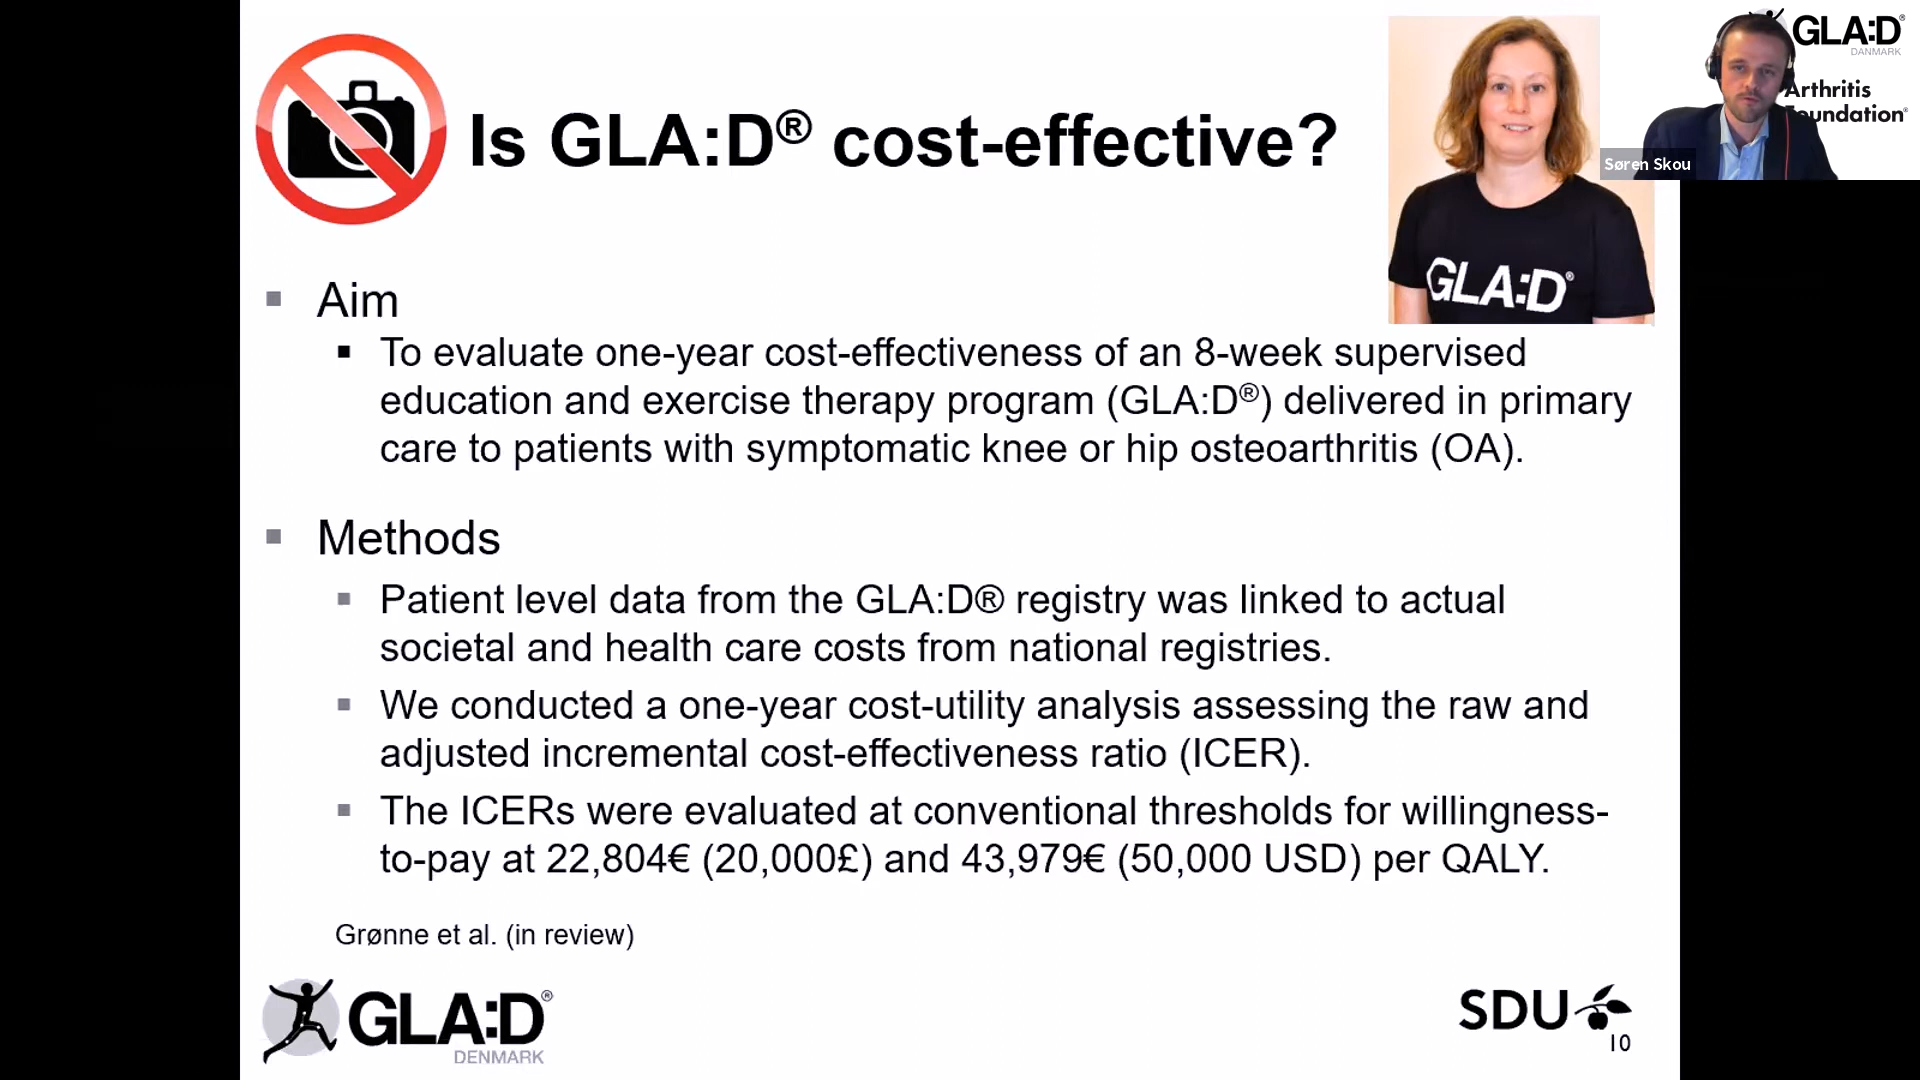 Is GLA:D® cost-effective?
GLA:D®
GLA:D®
DANMARK
Arthritis
Foundation®
Søren Skou
Aim
To evaluate one-year cost-effectiveness of an 8-week supervised
education and exercise therapy program (GLA:D®) delivered in primary
care to patients with symptomatic knee or hip osteoarthritis (OA).
Methods
Patient level data from the GLA:D® registry was linked to actual
societal and health care costs from national registries.
We conducted a one-year cost-utility analysis assessing the raw and
adjusted incremental cost-effectiveness ratio (ICER).
The ICERs were evaluated at conventional thresholds for willingness-
to-pay at 22,804€ (20,000£) and 43,979€ (50,000 USD) per QALY.
Grønne et al. (in review)
GLA:D®
DENMARK
SDU
10